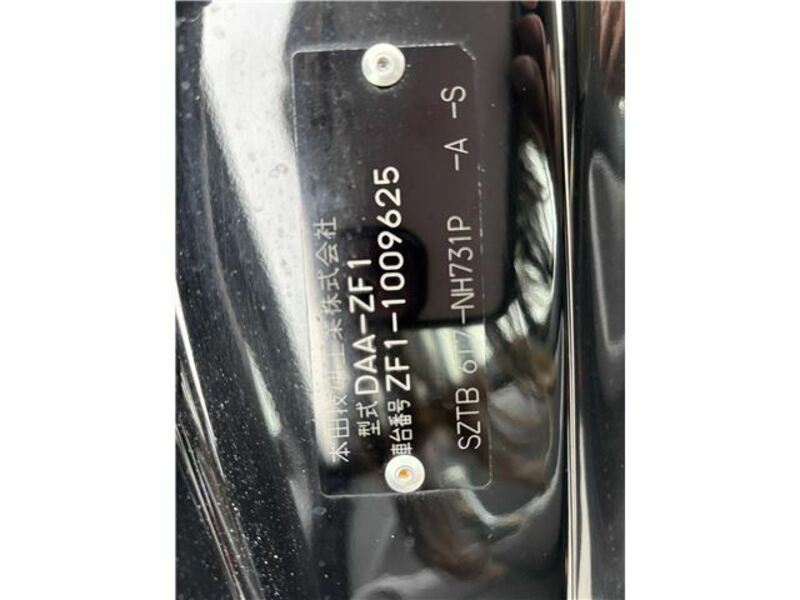 本田技研工業株式会社
型式 DAA-ZF1
車台番号 ZF1-1009625
SZTB -NH731P -A -S